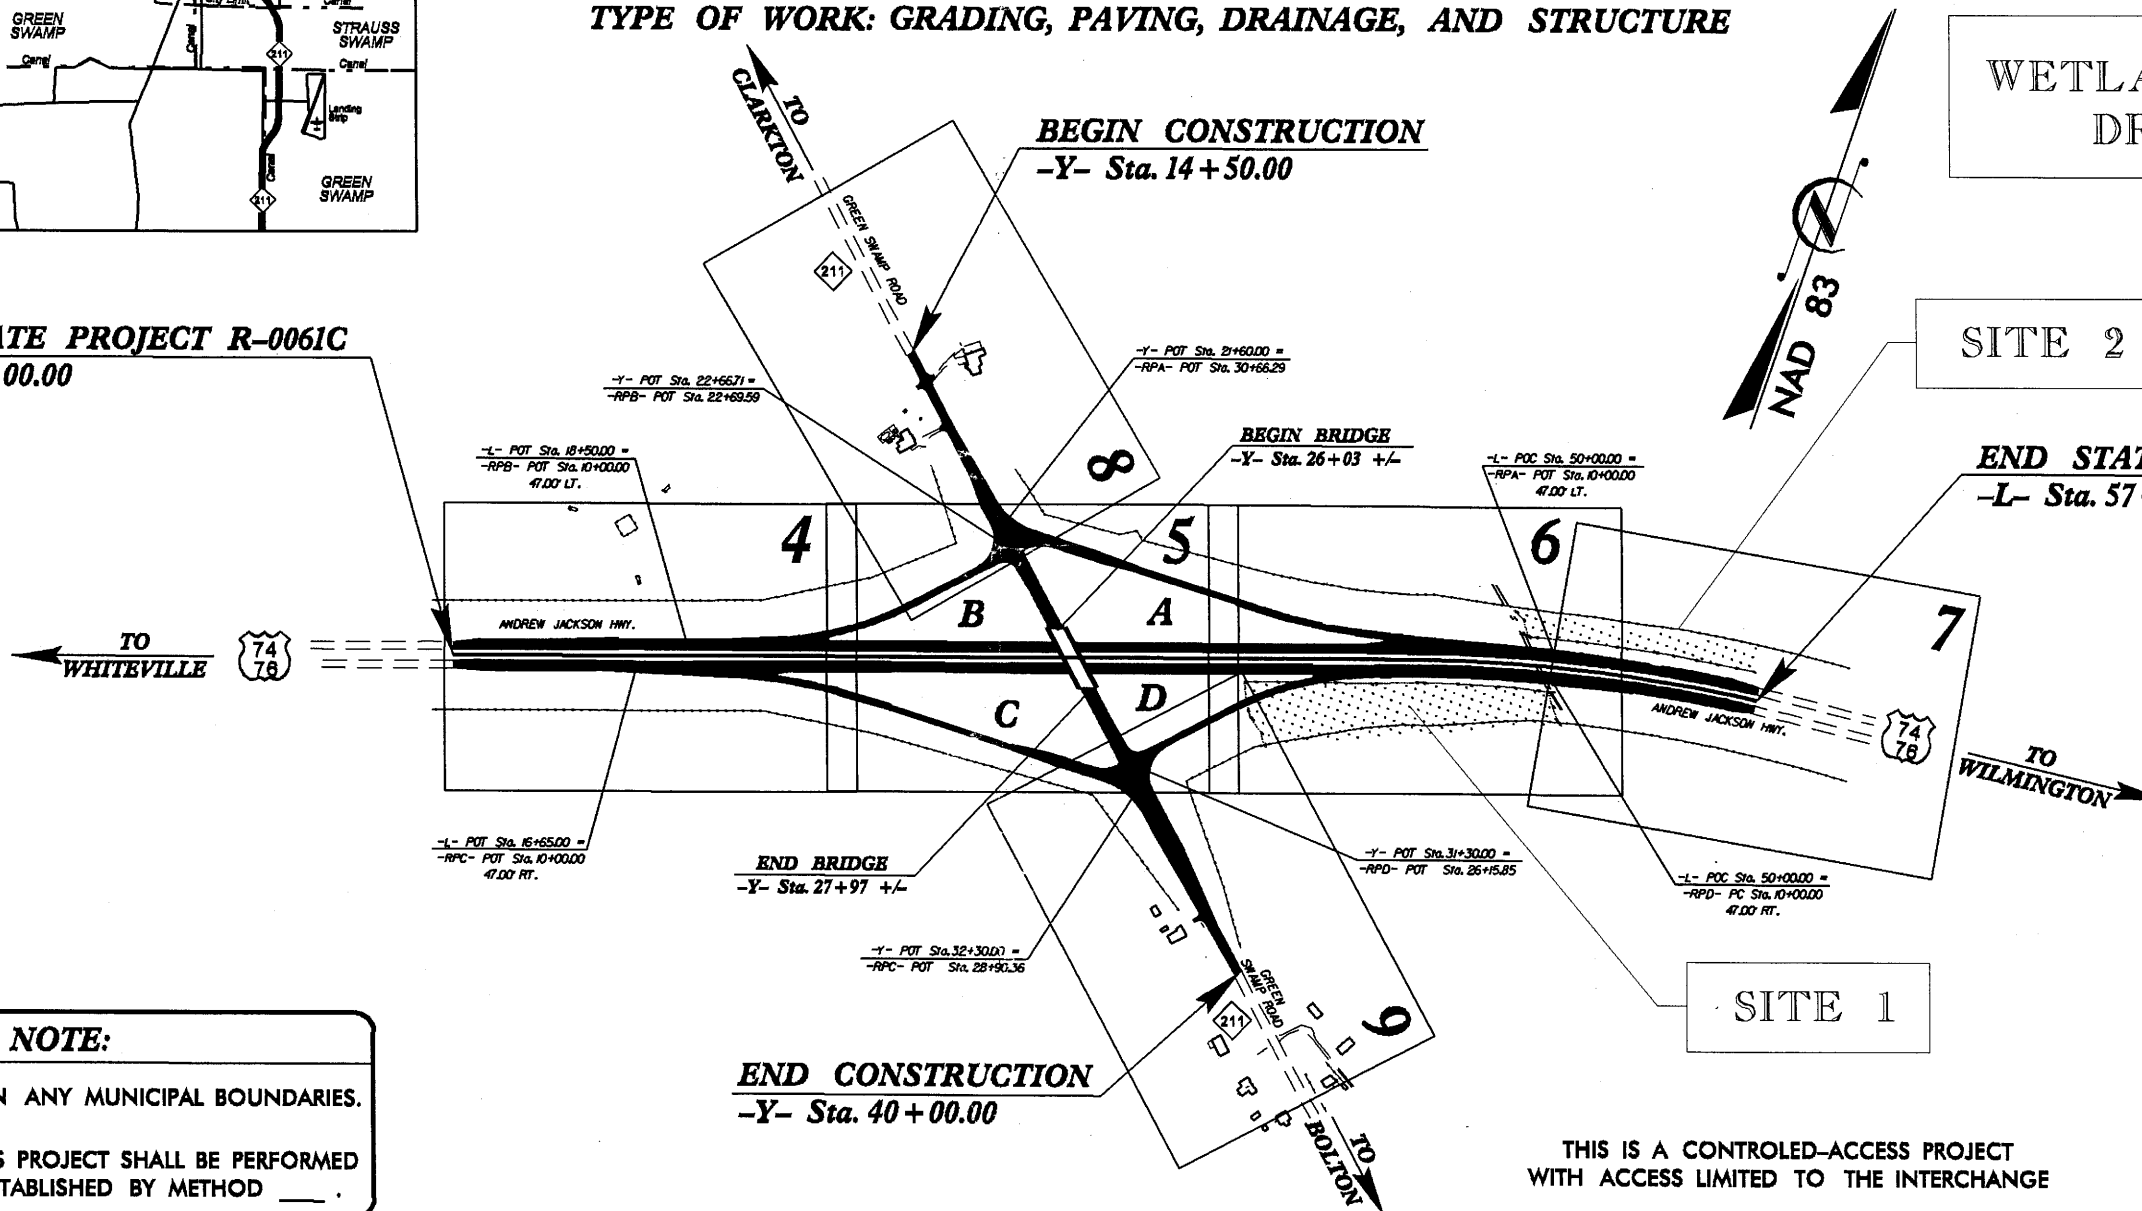 TYPE OF WORK: GRADING, PAVING, DRAINAGE, AND STRUCTURE
GREEN
SWAMP
STRAUSS
SWAMP
Canal
Canal
Canal
211
Landing
Strip
Canal
GREEN
SWAMP
211
WETLA
DR
TO
CLARKTON
BEGIN CONSTRUCTION
-Y- Sta. 14+50.00
GREEN SWAMP ROAD
211
NAD 83
SITE 2
ATE PROJECT R-0061C
00.00
-Y- POT Sta. 21+60.00 =
-RPA- POT Sta. 30+66.29
-Y- POT Sta. 22+66.71 =
-RPB- POT Sta. 22+69.59
BEGIN BRIDGE
-Y- Sta. 26+03 +/-
-L- POT Sta. 18+50.00 =
-RPB- POT Sta. 10+00.00
47.00' LT.
-L- POC Sta. 50+00.00 =
-RPA- POT Sta. 10+00.00
47.00' LT.
END STAT
-L- Sta. 57
8
4
5
6
7
B
A
ANDREW JACKSON HWY.
TO
WHITEVILLE
74
76
C
D
ANDREW JACKSON HWY.
74
76
TO
WILMINGTON
-L- POT Sta. 16+65.00 =
-RPC- POT Sta. 10+00.00
47.00' RT.
END BRIDGE
-Y- Sta. 27+97 +/-
-Y- POT Sta. 31+30.00 =
-RPD- POT Sta. 26+15.85
-L- POC Sta. 50+00.00 =
-RPD- PC Sta. 10+00.00
47.00' RT.
-Y- POT Sta. 32+30.00 =
-RPC- POT Sta. 28+90.36
GREEN
SWAMP ROAD
211
9
SITE 1
NOTE:
N ANY MUNICIPAL BOUNDARIES.
S PROJECT SHALL BE PERFORMED
TABLISHED BY METHOD ___ .
END CONSTRUCTION
-Y- Sta. 40+00.00
TO
BOLTON
THIS IS A CONTROLED-ACCESS PROJECT
WITH ACCESS LIMITED TO THE INTERCHANGE